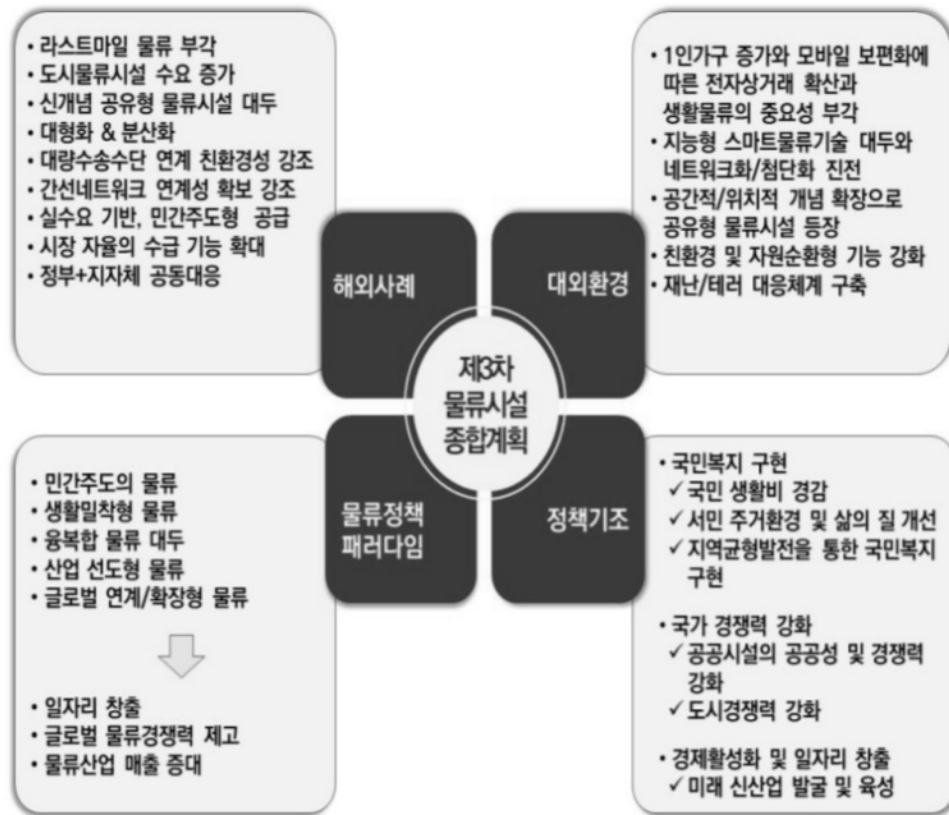 • 라스트마일 물류 부각
• 도시물류시설 수요 증가
• 신개념 공유형 물류시설 대두
• 대형화 & 분산화
• 대량수송수단 연계 친환경성 강조
• 간선네트워크 연계성 확보 강조
• 실수요 기반, 민간주도형 공급
• 시장 자율의 수급 기능 확대
• 정부+지자체 공동대응
해외사례
• 1인가구 증가와 모바일 보편화에
따른 전자상거래 확산과
생활물류의 중요성 부각
• 지능형 스마트물류기술 대두와
네트워크화/첨단화 진전
• 공간적/위치적 개념 확장으로
공유형 물류시설 등장
• 친환경 및 자원순환형 기능 강화
• 재난/테러 대응체계 구축
대외환경
제3차
물류시설
종합계획
• 민간주도의 물류
• 생활밀착형 물류
• 융복합 물류 대두
• 산업 선도형 물류
• 글로벌 연계/확장형 물류
• 일자리 창출
• 글로벌 물류경쟁력 제고
• 물류산업 매출 증대
물류정책
패러다임
정책기조
• 국민복지 구현
✓ 국민 생활비 경감
✓ 서민 주거환경 및 삶의 질 개선
✓ 지역균형발전을 통한 국민복지
구현
• 국가 경쟁력 강화
✓ 공공시설의 공공성 및 경쟁력
강화
✓ 도시경쟁력 강화
• 경제활성화 및 일자리 창출
✓ 미래 신산업 발굴 및 육성